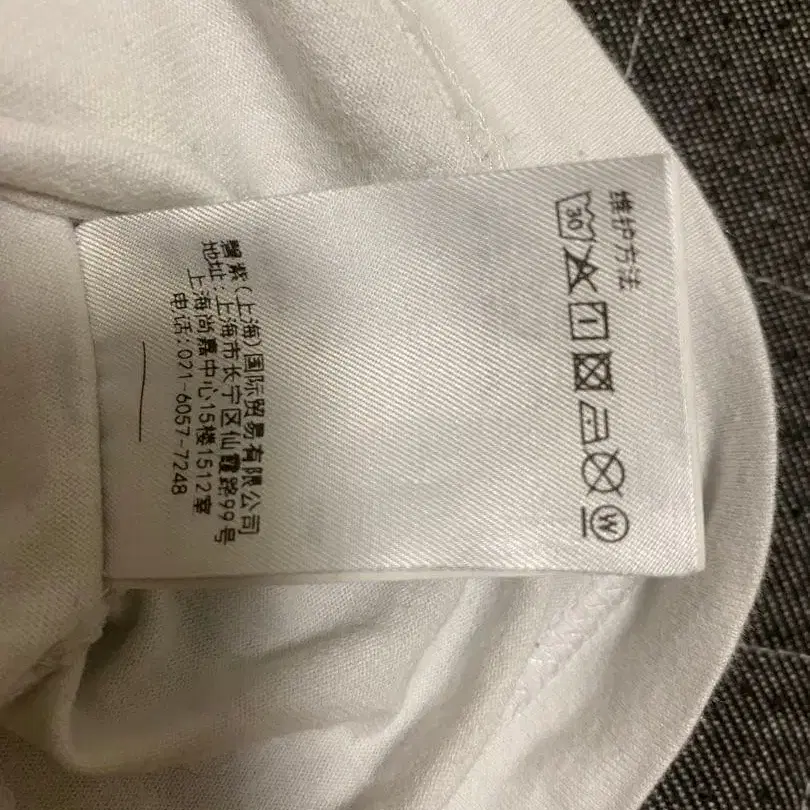 维护方法
30
W
馨紫(上海)国际贸易有限公司
地址:上海市长宁区仙霞路99号
上海尚嘉中心15楼1512室
电话:021-6057-7248